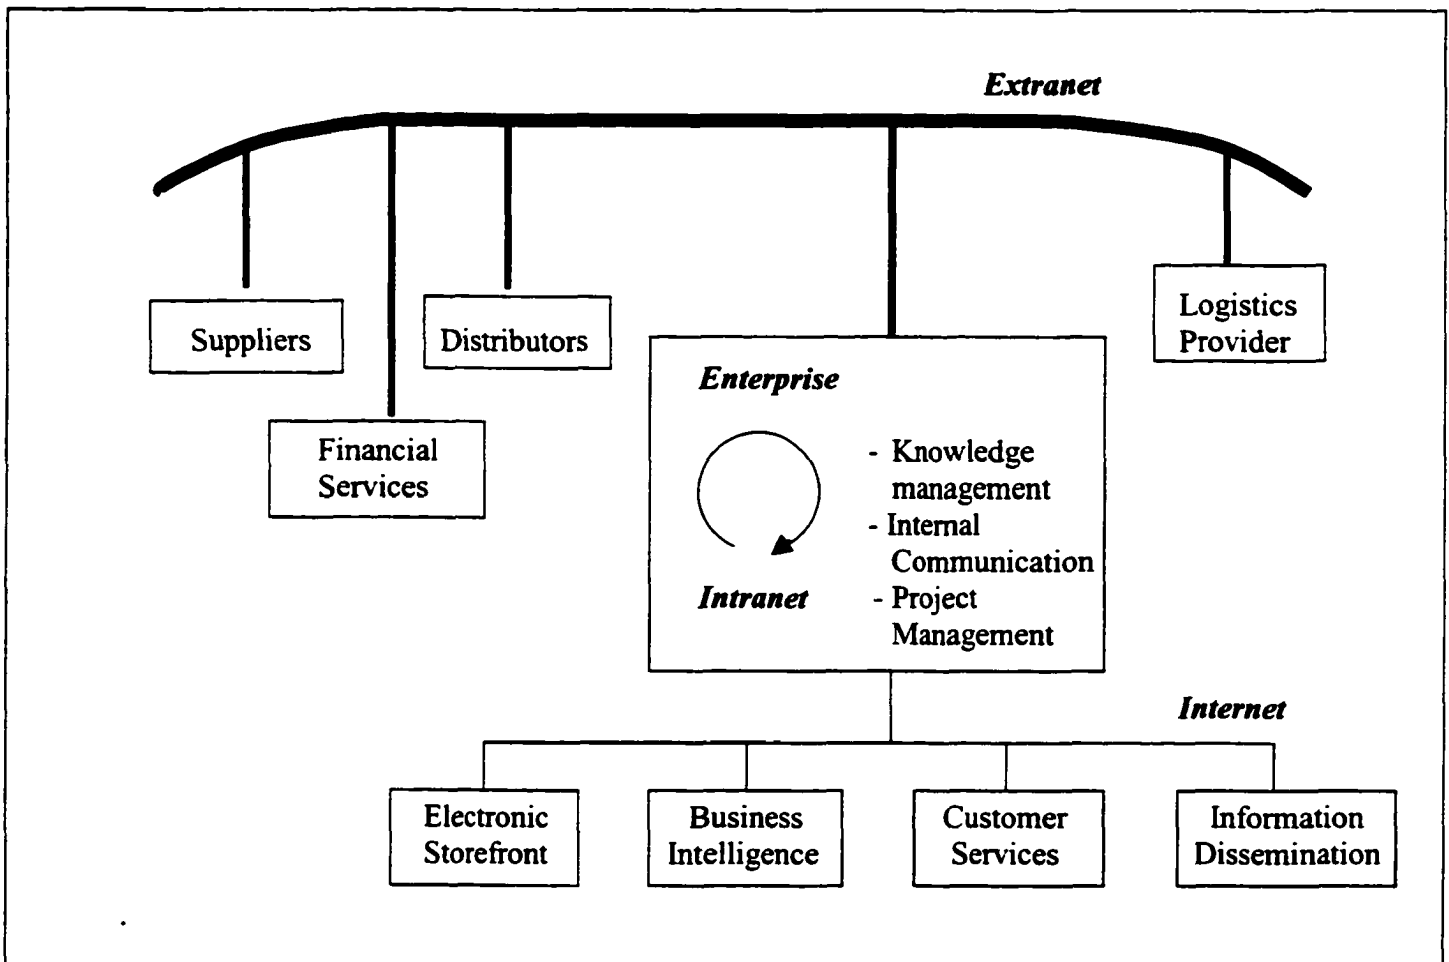 Extranet
Suppliers
Distributors
Logistics
Provider
Financial
Services
Enterprise
- Knowledge
management
- Internal
Communication
Intranet
- Project
Management
Internet
Electronic
Storefront
Business
Intelligence
Customer
Services
Information
Dissemination